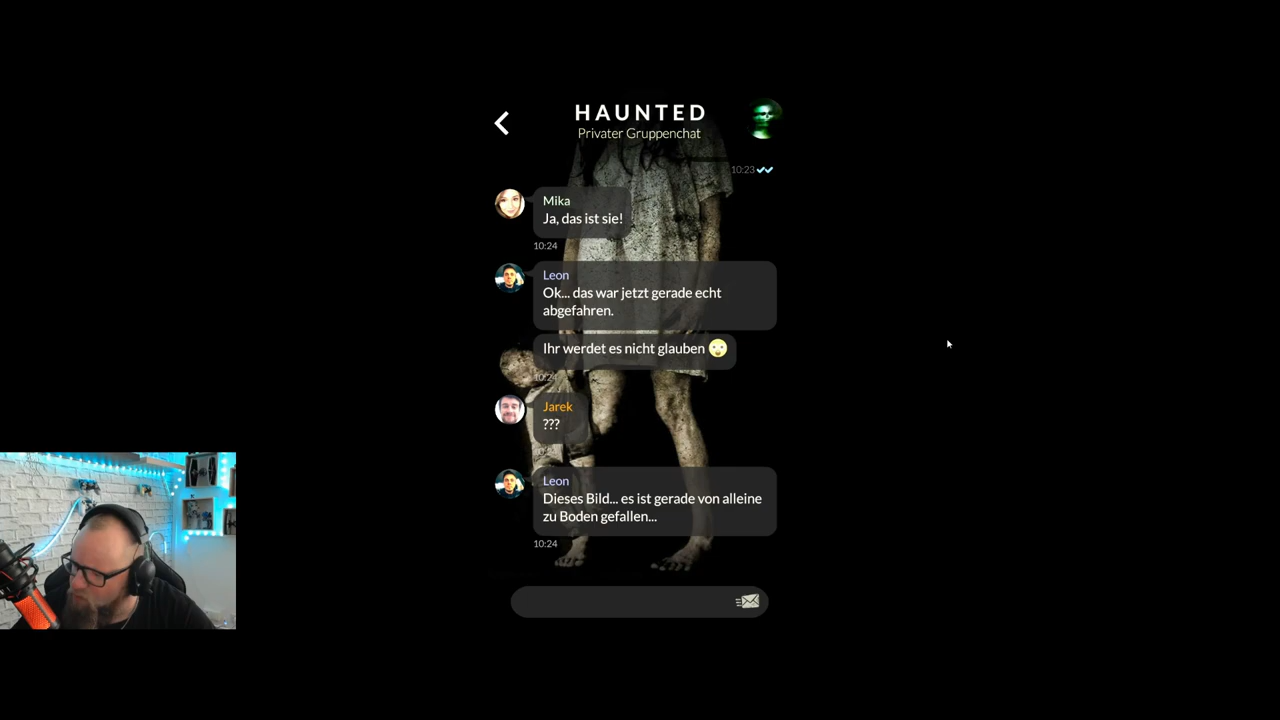 HAUNTED
Privater Gruppenchat
10:23
Mika
Ja, das ist sie!
10:24
Leon
Ok... das war jetzt gerade echt
abgefahren.
Ihr werdet es nicht glauben
10:24
Jarek
???
Leon
Dieses Bild... es ist gerade von alleine
zu Boden gefallen...
10:24